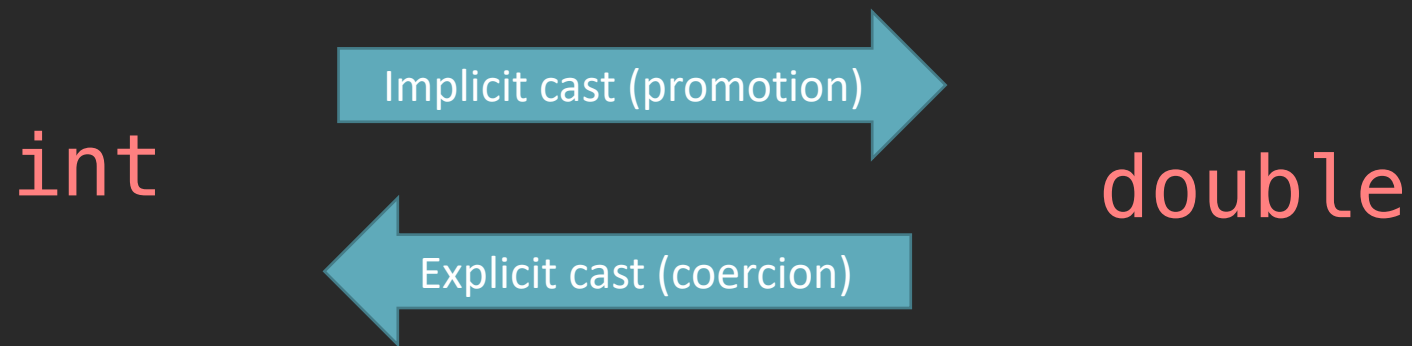 Implicit cast (promotion)
int
double
Explicit cast (coercion)